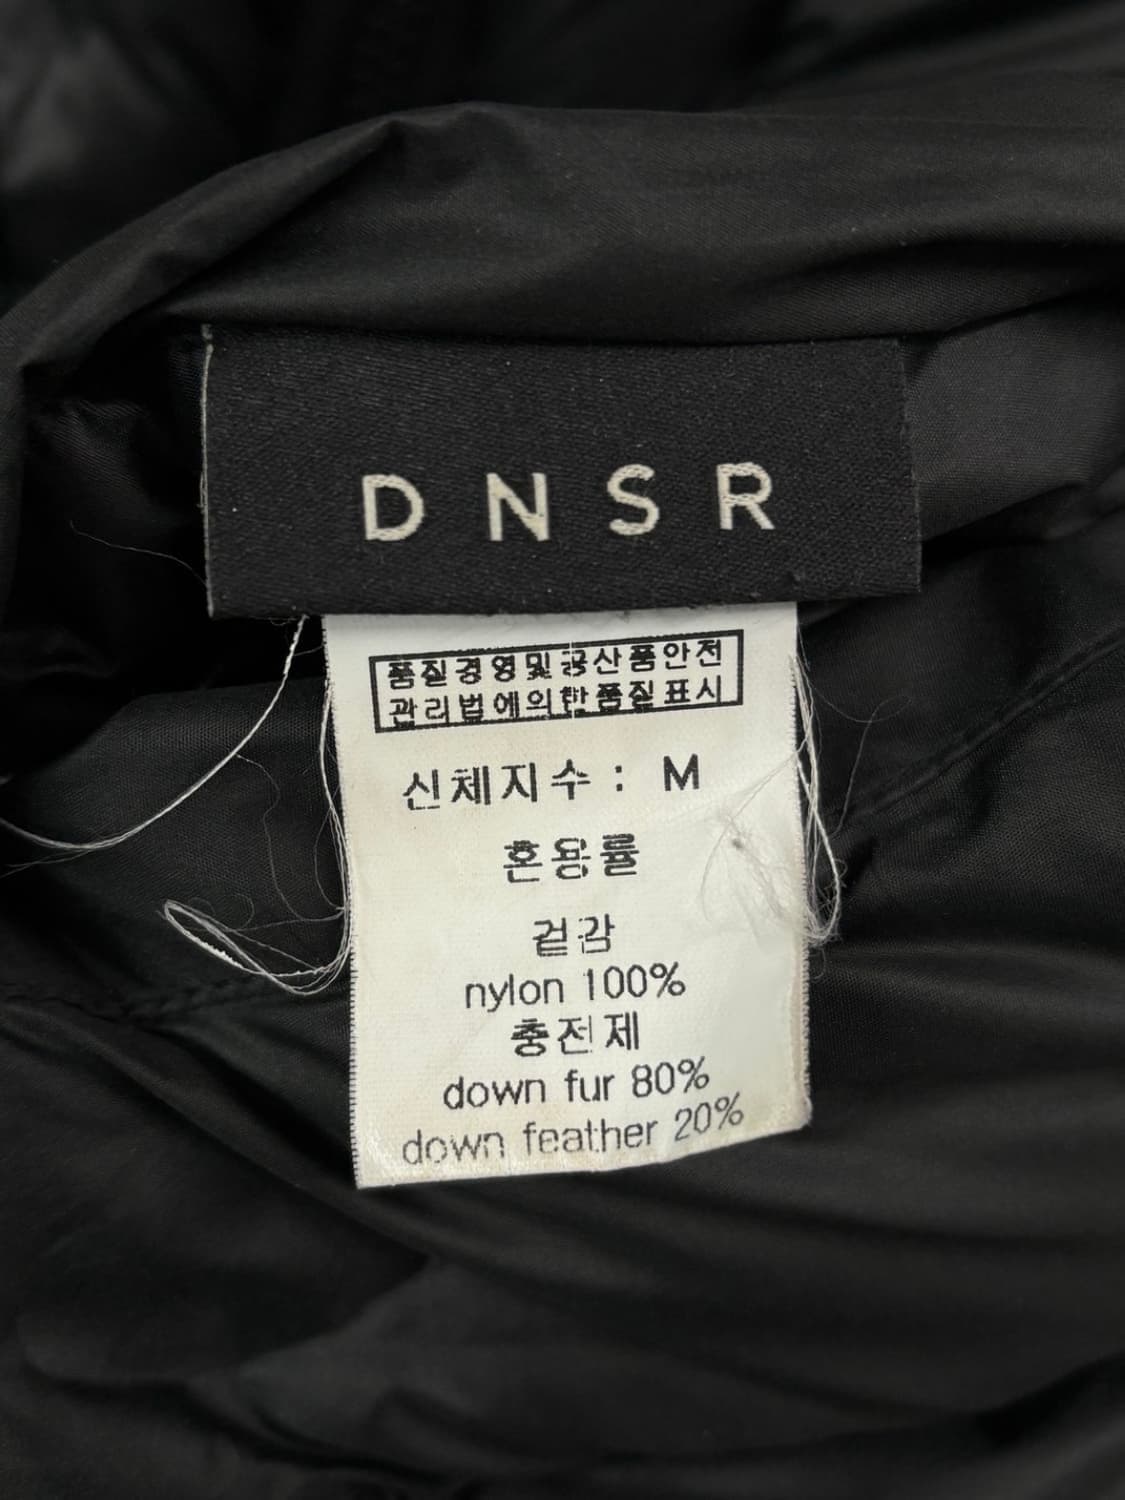 DNSR
품질경영및공산품안전
관리법에의한품질표시
신체지수 : M
혼용률
겉감
nylon 100%
충전제
down fur 80%
down feather 20%